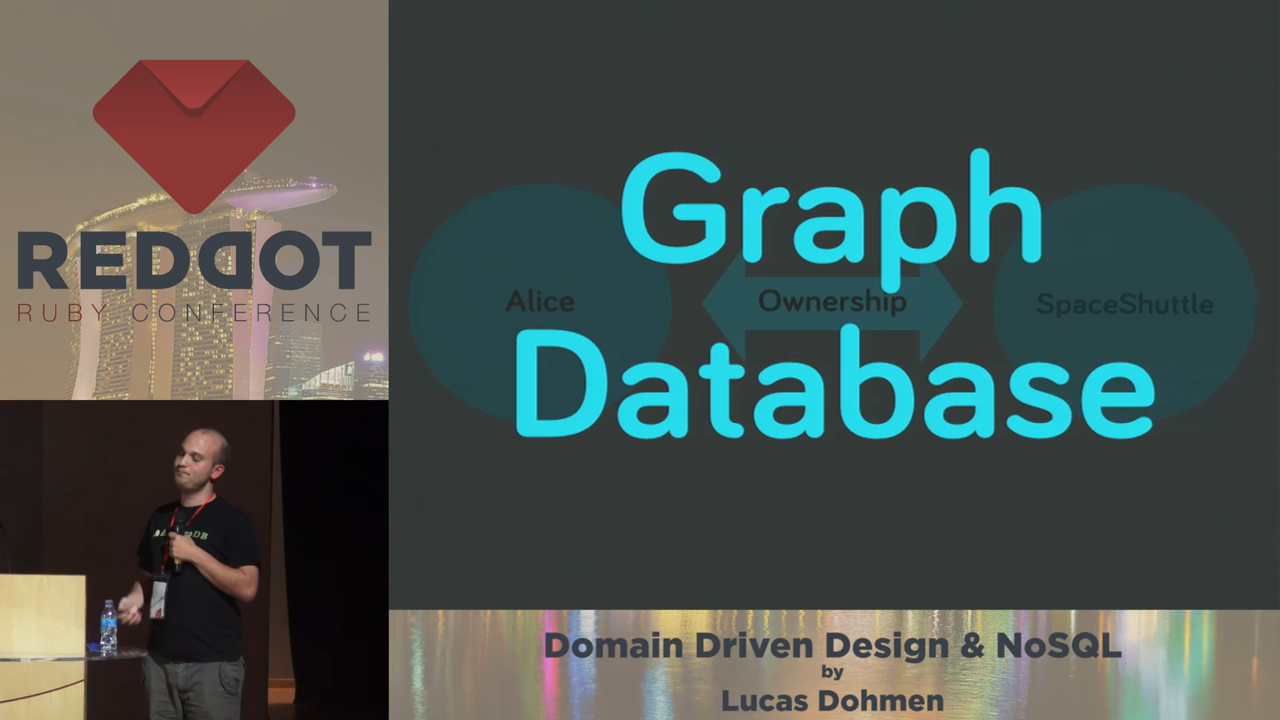 REDDOT
RUBY CONFERENCE
Graph
Database
Alice
Ownership
SpaceShuttle
Domain Driven Design & NoSQL
by
Lucas Dohmen